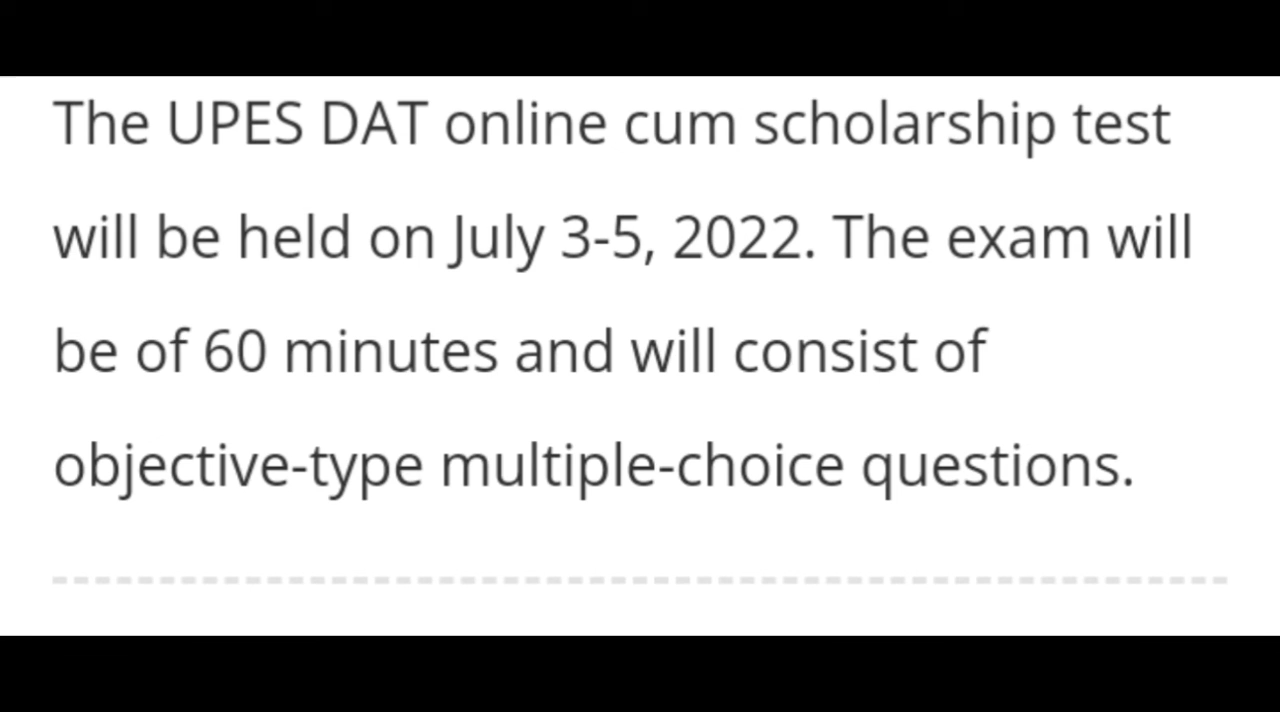 The UPES DAT online cum scholarship test
will be held on July 3-5, 2022. The exam will
be of 60 minutes and will consist of
objective-type multiple-choice questions.